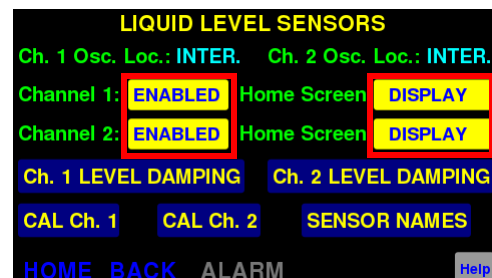 LIQUID LEVEL SENSORS
Ch. 1 Osc. Loc.: INTER. Ch. 2 Osc. Loc.: INTER.
Channel 1: ENABLED Home Screen DISPLAY
Channel 2: ENABLED Home Screen DISPLAY
Ch. 1 LEVEL DAMPING Ch. 2 LEVEL DAMPING
CAL Ch. 1 CAL Ch. 2 SENSOR NAMES
HOME BACK ALARM Help